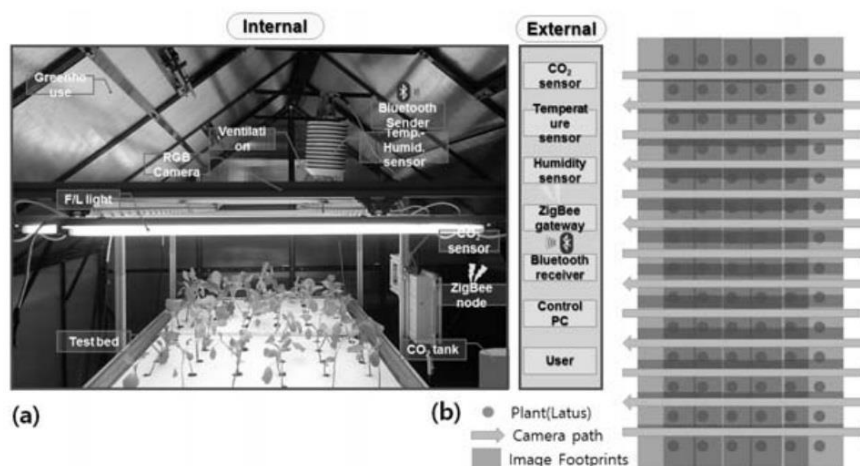 Internal
External
Greenho
use
Bluetooth
Sender
Ventilati
on
Temp.-
Humid.
sensor
RGB
Camera
F/L light
CO₂
sensor
ZigBee
node
Test bed
CO₂ tank
CO₂
sensor
Temperat
ure
sensor
Humidity
sensor
ZigBee
gateway
Bluetooth
receiver
Control
PC
User
(a)
(b)
Plant(Latus)
Camera path
Image Footprints